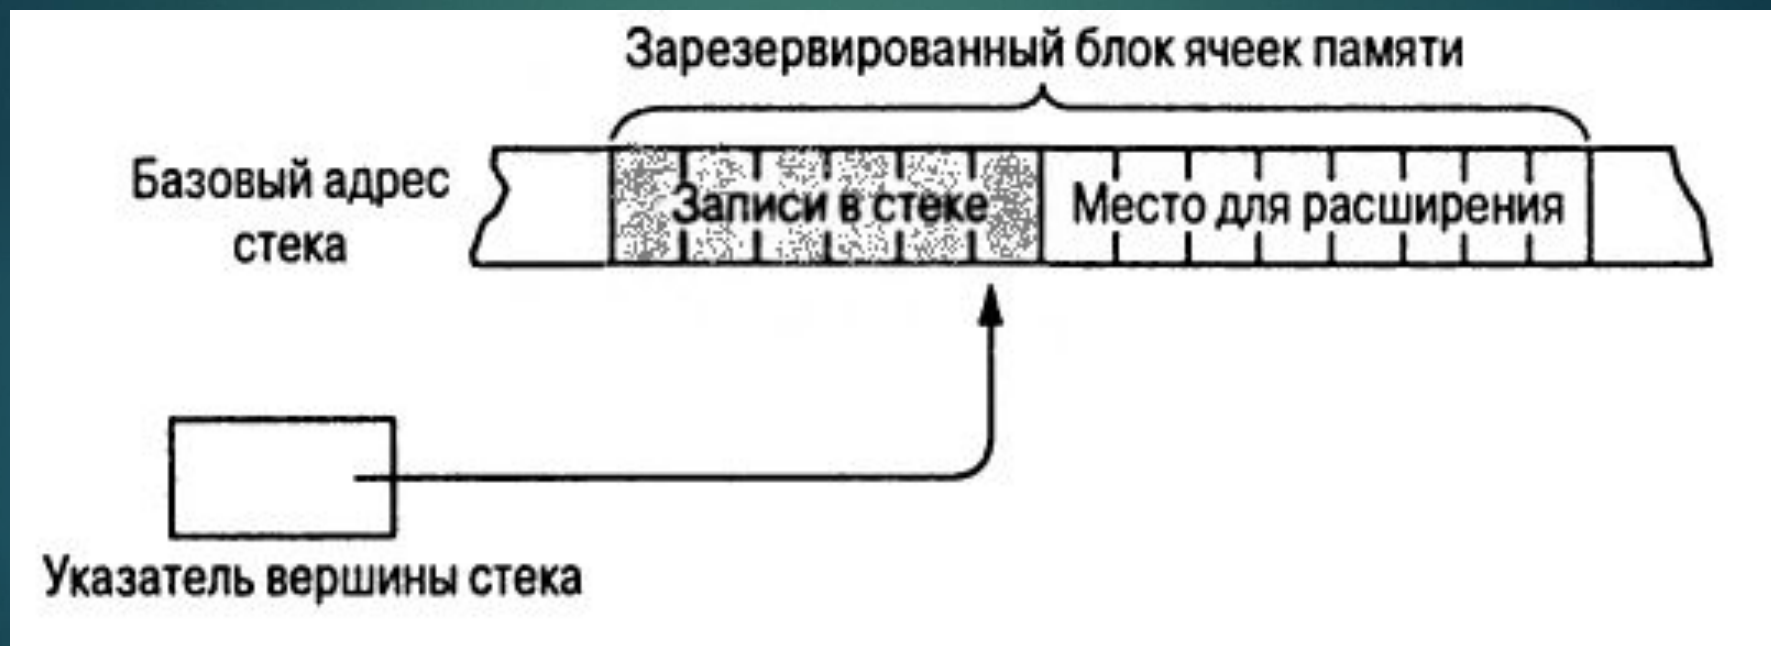 Зарезервированный блок ячеек памяти
Базовый адрес
стека
Записи в стеке
Место для расширения
Указатель вершины стека